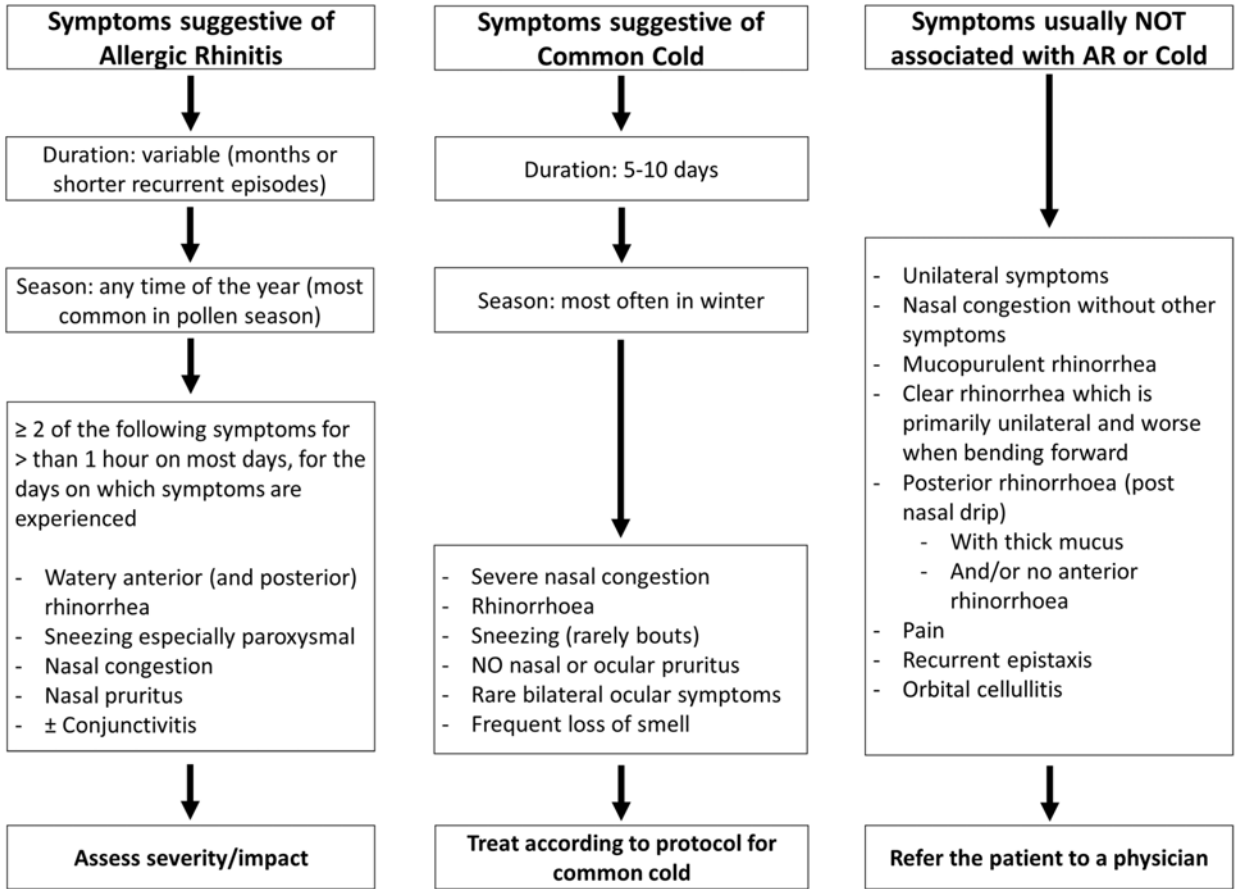 Symptoms suggestive of
Allergic Rhinitis
Duration: variable (months or
shorter recurrent episodes)
Season: any time of the year (most
common in pollen season)
≥ 2 of the following symptoms for
> than 1 hour on most days, for the
days on which symptoms are
experienced
- Watery anterior (and posterior)
rhinorrhea
- Sneezing especially paroxysmal
- Nasal congestion
- Nasal pruritus
- ± Conjunctivitis
Assess severity/impact
Symptoms suggestive of
Common Cold
Duration: 5-10 days
Season: most often in winter
- Severe nasal congestion
- Rhinorrhoea
- Sneezing (rarely bouts)
- NO nasal or ocular pruritus
- Rare bilateral ocular symptoms
- Frequent loss of smell
Treat according to protocol for
common cold
Symptoms usually NOT
associated with AR or Cold
- Unilateral symptoms
- Nasal congestion without other
symptoms
- Mucopurulent rhinorrhea
- Clear rhinorrhea which is
primarily unilateral and worse
when bending forward
- Posterior rhinorrhoea (post
nasal drip)
- With thick mucus
- And/or no anterior
rhinorrhoea
- Pain
- Recurrent epistaxis
- Orbital cellullitis
Refer the patient to a physician